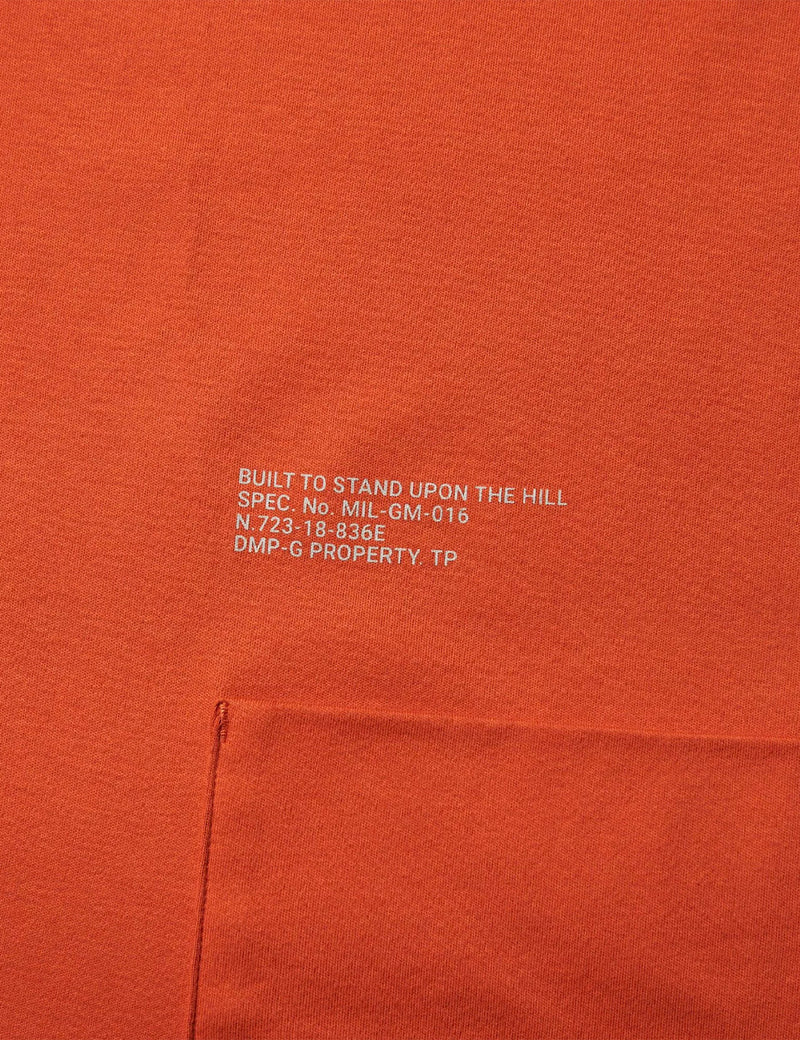 BUILT TO STAND UPON THE HILL
SPEC. No. MIL-GM-016
N.723-18-836E
DMP-G PROPERTY. TP